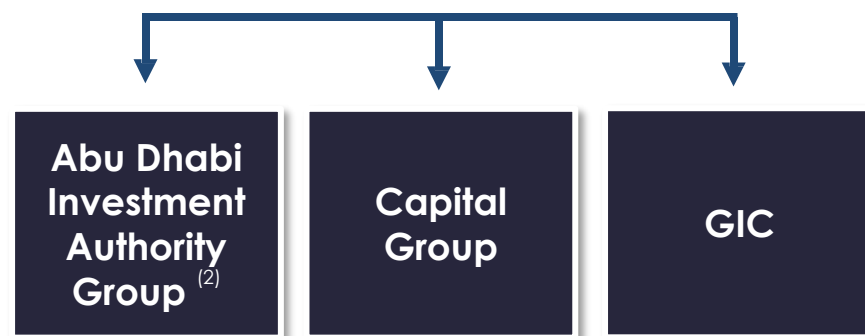 Abu Dhabi
Investment
Authority
Group (2)
Capital
Group
GIC